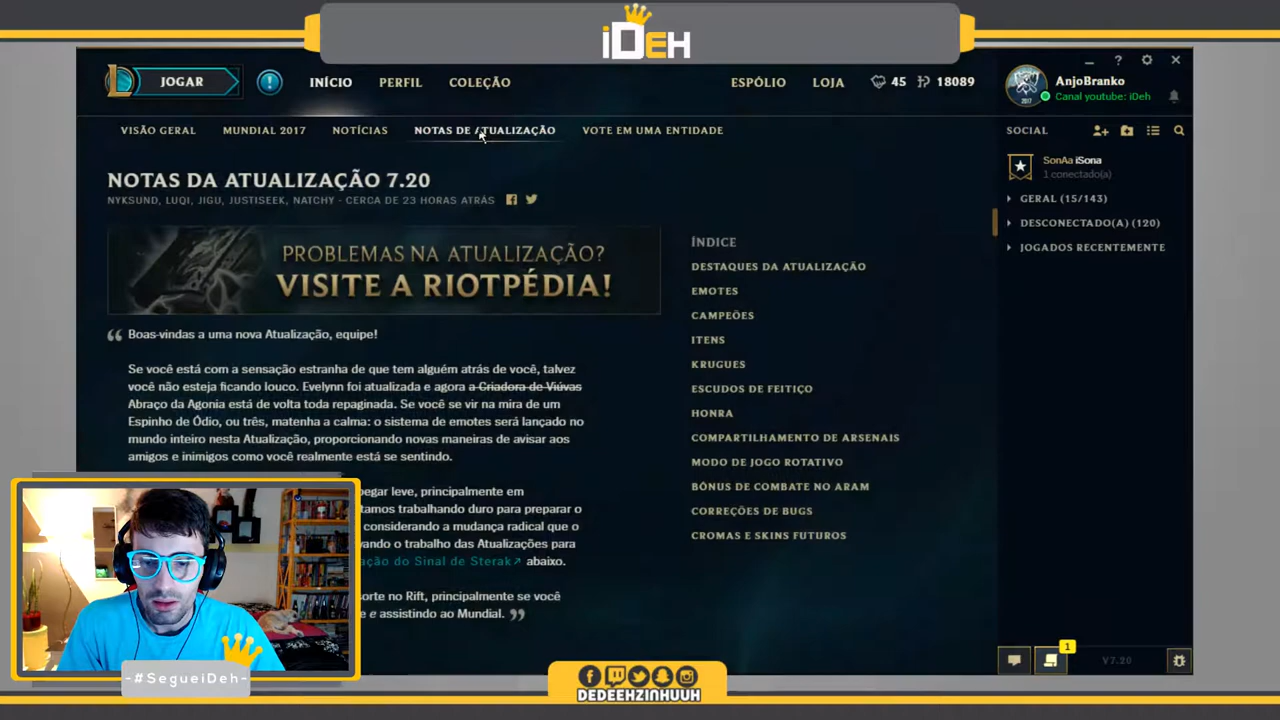 iDEH
JOGAR
INÍCIO
PERFIL
COLEÇÃO
ESPÓLIO
LOJA
45
18089
AnjoBranko
Canal youtube: iDeh
2017
VISÃO GERAL
MUNDIAL 2017
NOTÍCIAS
NOTAS DE ATUALIZAÇÃO
VOTE EM UMA ENTIDADE
SOCIAL
SonAa iSona
1 conectado(a)
GERAL (15/143)
DESCONECTADO(A) (120)
JOGADOS RECENTEMENTE
NOTAS DA ATUALIZAÇÃO 7.20
NYKSUND, LUQI, JIGU, JUSTISEEK, NATCHY - CERCA DE 23 HORAS ATRÁS
PROBLEMAS NA ATUALIZAÇÃO?
VISITE A RIOTPÉDIA!
“ Boas-vindas a uma nova Atualização, equipe!
Se você está com a sensação estranha de que tem alguém atrás de você, talvez
você não esteja ficando louco. Evelynn foi atualizada e agora a Criadora de Viúvas
Abraço da Agonia está de volta toda repaginada. Se você se vir na mira de um
Espinho de Ódio, ou três, matenha a calma: o sistema de emotes será lançado no
mundo inteiro nesta Atualização, proporcionando novas maneiras de avisar aos
amigos e inimigos como você realmente está se sentindo.
pegar leve, principalmente em
tamos trabalhando duro para preparar o
considerando a mudança radical que o
vando o trabalho das Atualizações para
ação do Sinal de Sterak↗ abaixo.
sorte no Rift, principalmente se você
e assistindo ao Mundial. ”
ÍNDICE
DESTAQUES DA ATUALIZAÇÃO
EMOTES
CAMPEÕES
ITENS
KRUGUES
ESCUDOS DE FEITIÇO
HONRA
COMPARTILHAMENTO DE ARSENAIS
MODO DE JOGO ROTATIVO
BÔNUS DE COMBATE NO ARAM
CORREÇÕES DE BUGS
CROMAS E SKINS FUTUROS
1
V7.20
-#SegueiDeh-
DEDEEHZINHUUH